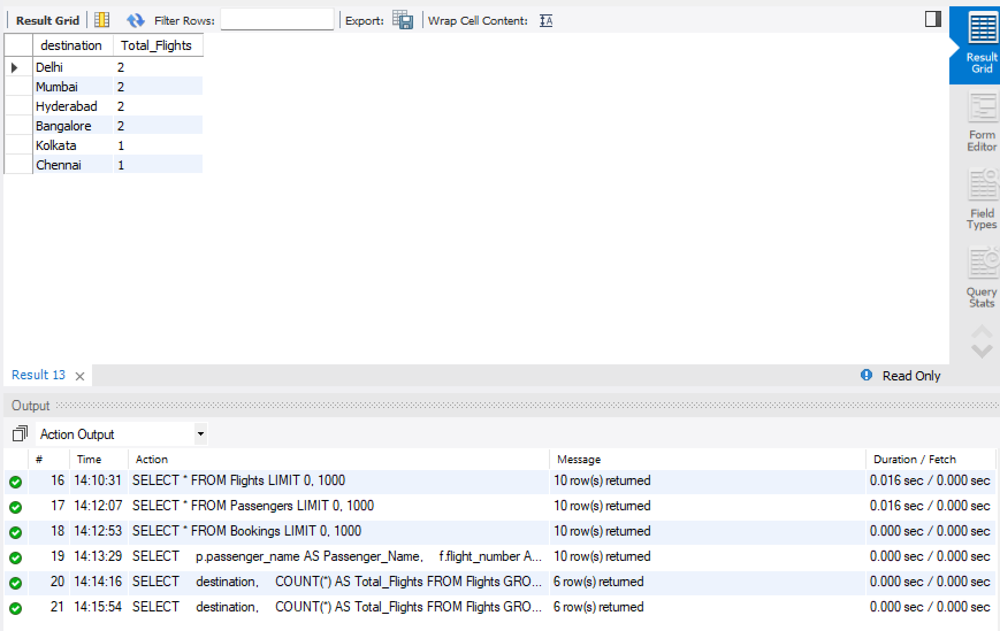 Result Grid Filter Rows: Export: Wrap Cell Content:
destination Total_Flights
Delhi 2
Mumbai 2
Hyderabad 2
Bangalore 2
Kolkata 1
Chennai 1
Result
Grid
Form
Editor
Field
Types
Query
Stats
Result 13 Read Only
Output
Action Output
# Time Action Message Duration / Fetch
16 14:10:31 SELECT * FROM Flights LIMIT 0, 1000 10 row(s) returned 0.016 sec / 0.000 sec
17 14:12:07 SELECT * FROM Passengers LIMIT 0, 1000 10 row(s) returned 0.016 sec / 0.000 sec
18 14:12:53 SELECT * FROM Bookings LIMIT 0, 1000 10 row(s) returned 0.000 sec / 0.000 sec
19 14:13:29 SELECT p.passenger_name AS Passenger_Name, f.flight_number A... 10 row(s) returned 0.000 sec / 0.000 sec
20 14:14:16 SELECT destination, COUNT(*) AS Total_Flights FROM Flights GRO... 6 row(s) returned 0.000 sec / 0.000 sec
21 14:15:54 SELECT destination, COUNT(*) AS Total_Flights FROM Flights GRO... 6 row(s) returned 0.000 sec / 0.000 sec